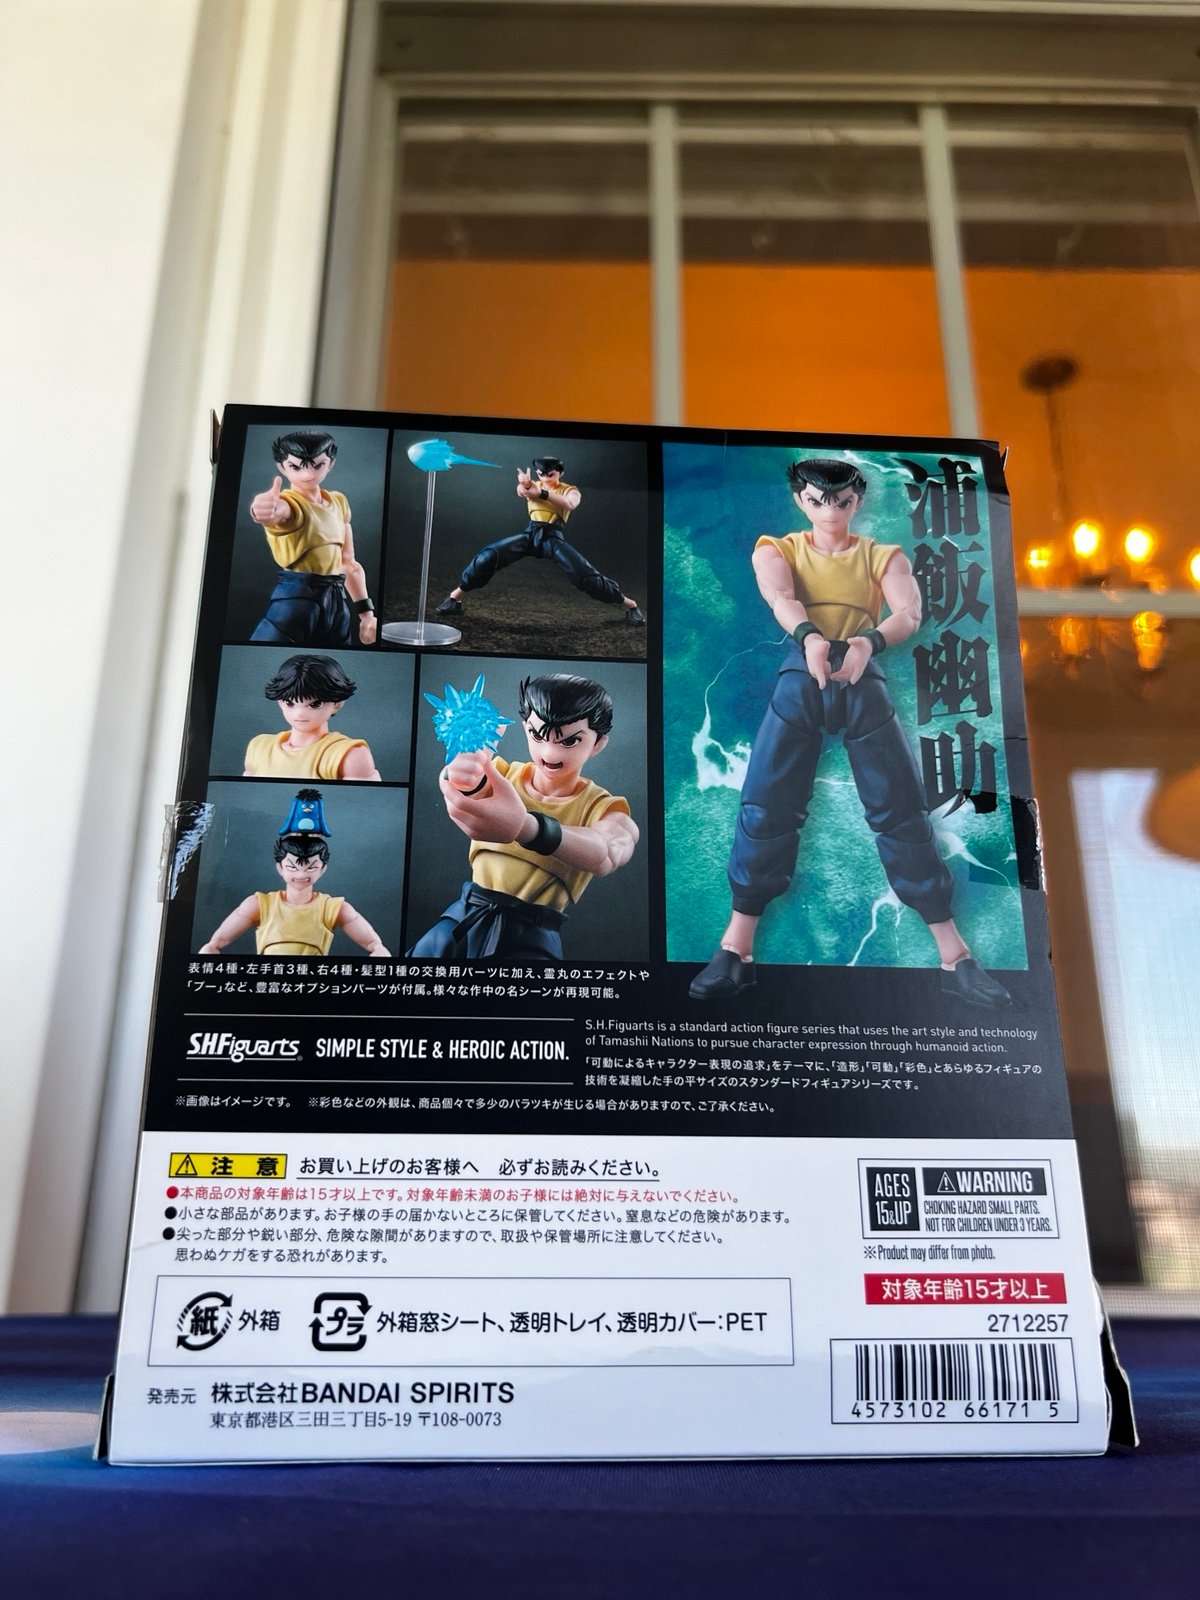 浦飯幽助
表情4種・左手首3種、右4種・髪型1種の交換用パーツに加え、霊丸のエフェクトや
「プー」など、豊富なオプションパーツが付属。様々な作中の名シーンが再現可能。
S.H.Figuarts SIMPLE STYLE & HEROIC ACTION.
S.H.Figuarts is a standard action figure series that uses the art style and technology
of Tamashii Nations to pursue character expression through humanoid action.
「可動によるキャラクター表現の追求」をテーマに、「造形」「可動」「彩色」とあらゆるフィギュアの
技術を凝縮した手の平サイズのスタンダードフィギュアシリーズです。
※画像はイメージです。 ※彩色などの外観は、商品個々で多少のバラツキが生じる場合がありますので、ご了承ください。
注意 お買い上げのお客様へ 必ずお読みください。
●本商品の対象年齢は15才以上です。対象年齢未満のお子様には絶対に与えないでください。
●小さな部品があります。お子様の手の届かないところに保管してください。窒息などの危険があります。
●尖った部分や鋭い部分、危険な隙間がありますので、取扱や保管場所に注意してください。
思わぬケガをする恐れがあります。
AGES
15&UP
WARNING
CHOKING HAZARD SMALL PARTS.
NOT FOR CHILDREN UNDER 3 YEARS.
※Product may differ from photo.
対象年齢15才以上
2712257
紙 外箱
プラ 外箱窓シート、透明トレイ、透明カバー:PET
発売元 株式会社BANDAI SPIRITS
東京都港区三田三丁目5-19 〒108-0073
4573102 66171 5